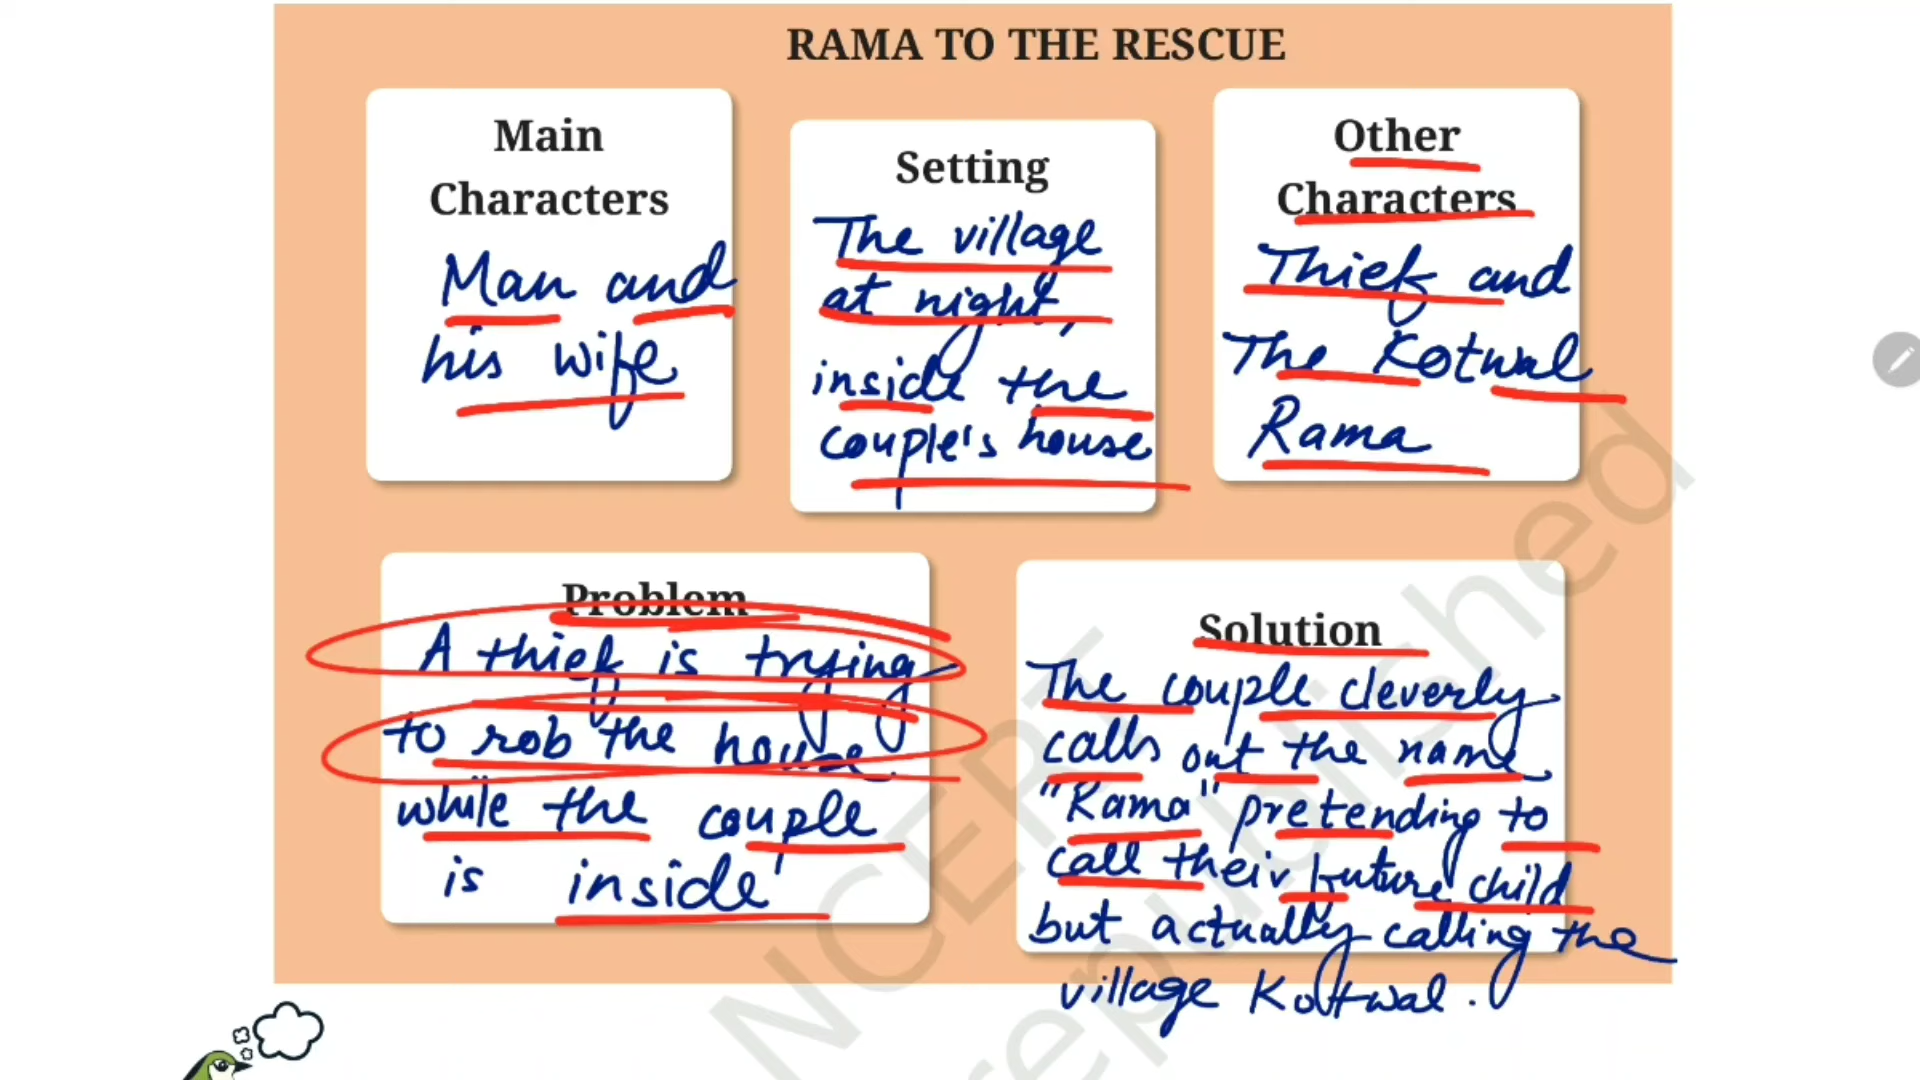 RAMA TO THE RESCUE
Main
Characters
Man and
his wife
Setting
The village
at night,
inside the
couple's house
Other
Characters
Thief and
The Kotwal
Rama
Problem
A thief is trying
to rob the house
while the couple
is inside
Solution
The couple cleverly
calls out the name
"Rama" pretending to
call their future child
but actually calling the
village Kotwal.
NCERT
republished